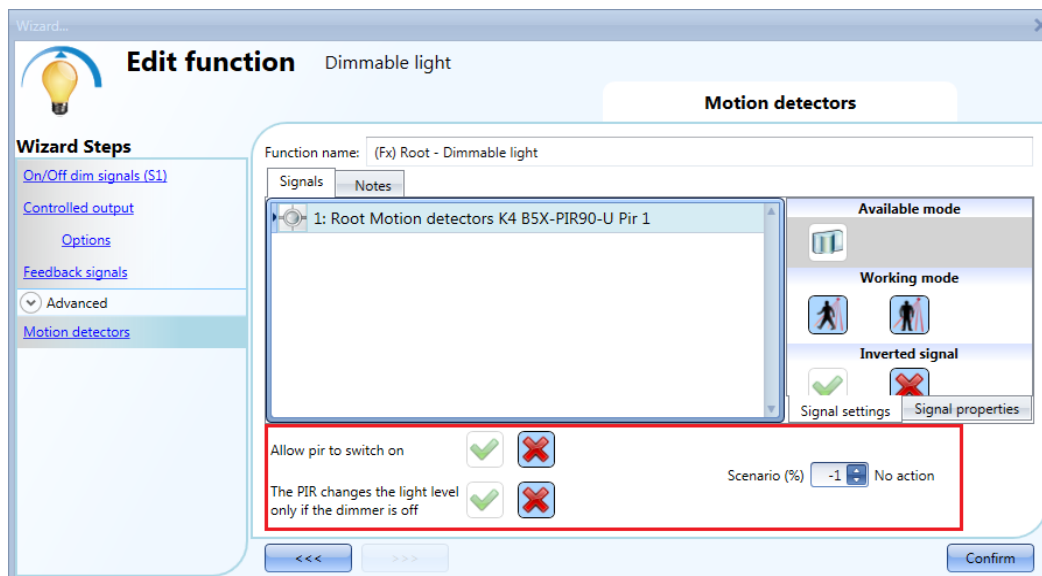 Wizard...
Edit function Dimmable light
Motion detectors
Wizard Steps
On/Off dim signals (S1)
Controlled output
Options
Feedback signals
Advanced
Motion detectors
Function name: (Fx) Root - Dimmable light
Signals Notes
1: Root Motion detectors K4 B5X-PIR90-U Pir 1
Available mode
Working mode
Inverted signal
Signal settings Signal properties
Allow pir to switch on
The PIR changes the light level
only if the dimmer is off
Scenario (%) -1 No action
<<< >>> Confirm